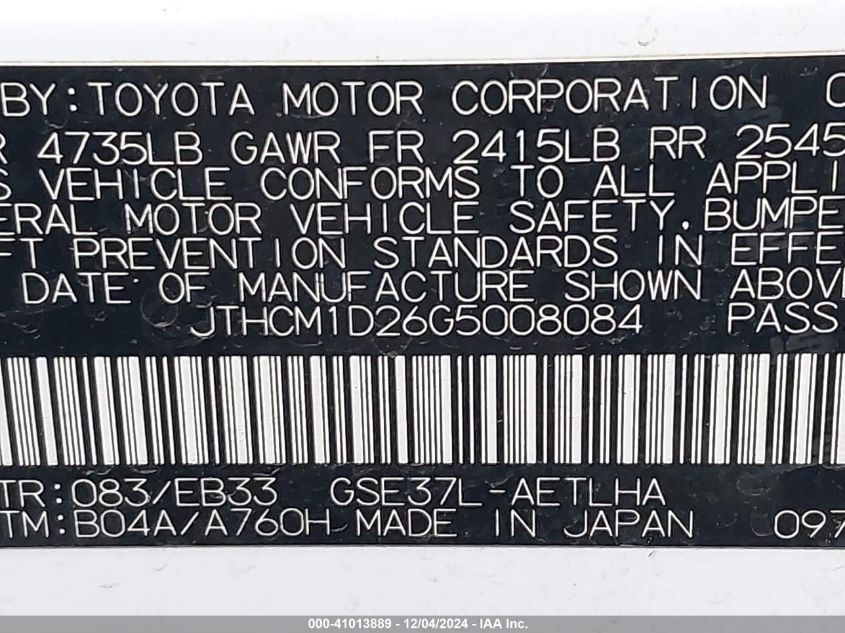 BY: TOYOTA MOTOR CORPORATION
R 4735LB GAWR FR 2415LB RR 2545
S VEHICLE CONFORMS TO ALL APPLI
ERAL MOTOR VEHICLE SAFETY, BUMPE
FT PREVENTION STANDARDS IN EFFE
DATE OF MANUFACTURE SHOWN ABOV
JTHCM1D26G5008084 PASS
TR: 083/EB33 GSE37L-AETLHA
TM: B04A/A760H MADE IN JAPAN 097
000-41013889 - 12/04/2024 - IAA Inc.